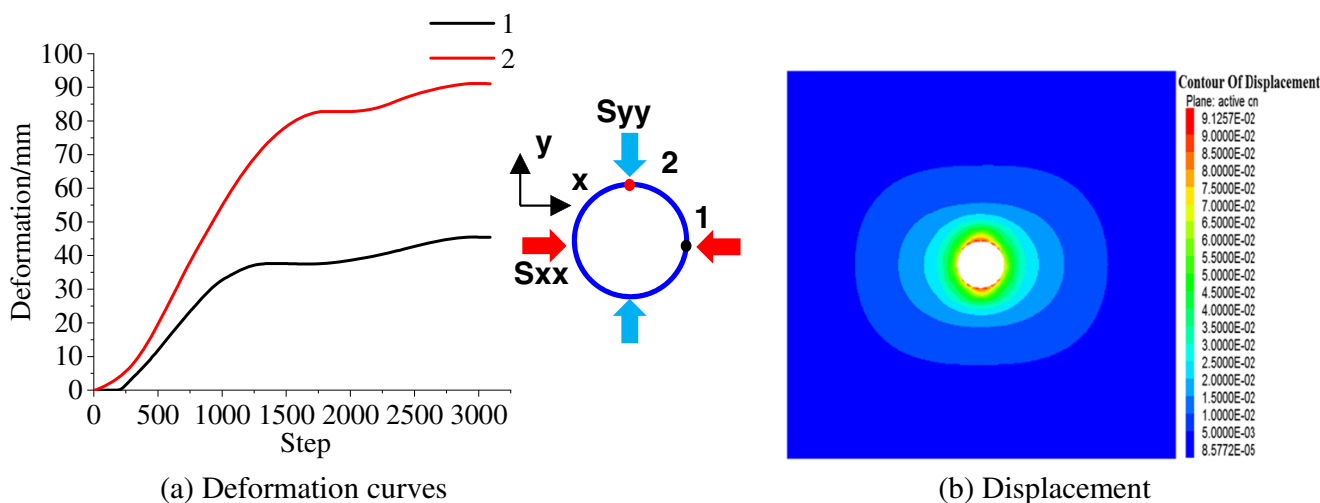 1
2
100
90
80
70
60
50
40
30
20
10
0
Deformation/mm
0 500 1000 1500 2000 2500 3000
Step
(a) Deformation curves
Syy
y
2
x
1
Sxx
Contour Of Displacement
Plane: active cn
9.1257E-02
9.0000E-02
8.5000E-02
8.0000E-02
7.5000E-02
7.0000E-02
6.5000E-02
6.0000E-02
5.5000E-02
5.0000E-02
4.5000E-02
4.0000E-02
3.5000E-02
3.0000E-02
2.5000E-02
2.0000E-02
1.5000E-02
1.0000E-02
5.0000E-03
8.5772E-05
(b) Displacement